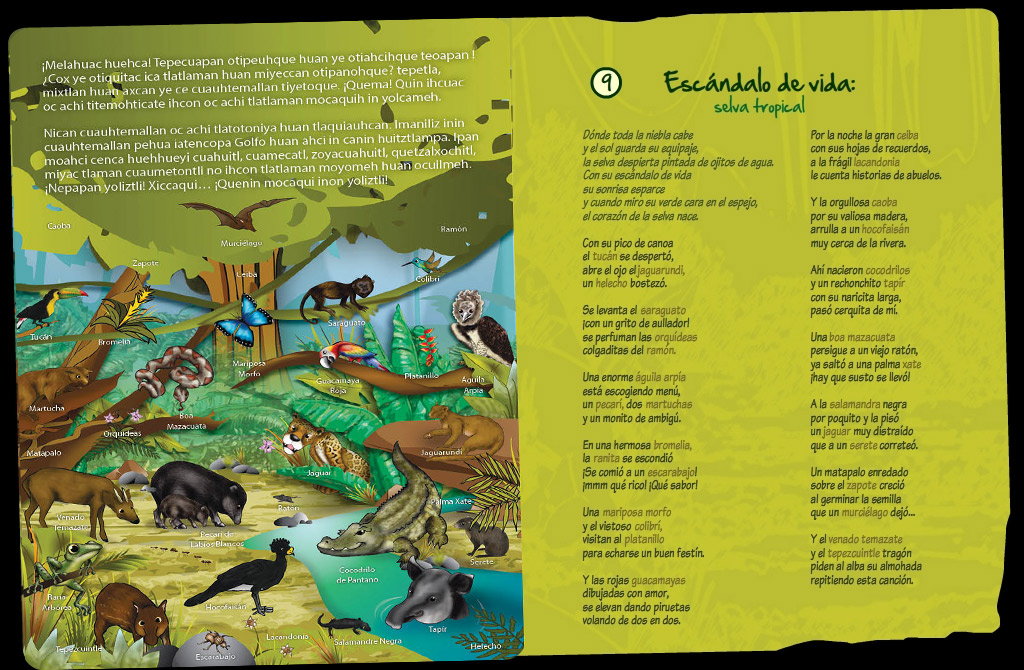 ¡Melahuac huehca! Tepecuapan otipeuhque huan ye otiahcihque teoapan !
¿Cox ye otiquitac ica tlatlaman huan miyeccan otipanohque? tepetla,
mixtlan huan axcan ye ce cuauhtemallan tiyetoque. ¡Quema! Quin ihcuac
oc achi titemohticate ihcon oc achi tlatlaman mocaquih in yolcameh.
Nican cuauhtemallan oc achi tlatotoniya huan tlaquiauhcan. Imaniliz inin
cuauhtemallan pehua iatencopa Golfo huan ahci in canin huitztlampa. Ipan
moahci cenca huehhueyi cuahuitl, cuamecatl, zoyacuahuitl, quetzalxochitl,
miyac tlaman cuaumetontli no ihcon tlatlaman moyomeh huan ocuilmeh.
¡Nepapan yoliztli! Xiccaqui... ¡Quenin mocaqui inon yoliztli!
Caoba
Murciélago
Ramón
Zapote
Ceiba
Colibrí
Saraguato
Tucán
Bromelia
Mariposa
Morfo
Guacamaya
Roja
Platanillo
Águila
Arpía
Martucha
Orquídeas
Boa
Mazacuata
Matapalo
Jaguar
Jaguarundi
Venado
Temazate
Pecarí de
Labios Blancos
Ratón
Palma Xate
Serete
Cocodrilo
de Pantano
Rana
Arbórea
Hocofaisán
Tapir
Tepezcuintle
Escarabajo
Lacandonia
Salamandre Negra
Helecho
9
Escándalo de vida:
selva tropical
Dónde toda la niebla cabe
y el sol guarda su equipaje,
la selva despierta pintada de ojitos de agua.
Con su escándalo de vida
su sonrisa esparce
y cuando miro su verde cara en el espejo,
el corazón de la selva nace.
Con su pico de canoa
el tucán se despertó,
abre el ojo el jaguarundi,
un helecho bostezó.
Se levanta el saraguato
¡con un grito de aullador!
se perfuman las orquídeas
colgaditas del ramón.
Una enorme águila arpía
está escogiendo menú,
un pecarí, dos martuchas
y un monito de ambigú.
En una hermosa bromelia,
la ranita se escondió
¡Se comió a un escarabajo!
¡mmm qué rico! ¡Qué sabor!
Una mariposa morfo
y el vistoso colibrí,
visitan al platanillo
para echarse un buen festín.
Y las rojas guacamayas
dibujadas con amor,
se elevan dando piruetas
volando de dos en dos.
Por la noche la gran ceiba
con sus hojas de recuerdos,
a la frágil lacandonia
le cuenta historias de abuelos.
Y la orgullosa caoba
por su valiosa madera,
arrulla a un hocofaisán
muy cerca de la rivera.
Ahí nacieron cocodrilos
y un rechonchito tapir
con su naricita larga,
pasó cerquita de mi.
Una boa mazacuata
persigue a un viejo ratón,
ya saltó a una palma xate
¡hay que susto se llevó!
A la salamandra negra
por poquito y la pisó
un jaguar muy distraído
que a un serete correteó.
Un matapalo enredado
sobre el zapote creció
al germinar la semilla
que un murciélago dejó...
Y el venado temazate
y el tepezcuintle tragón
piden al alba su almohada
repitiendo esta canción.